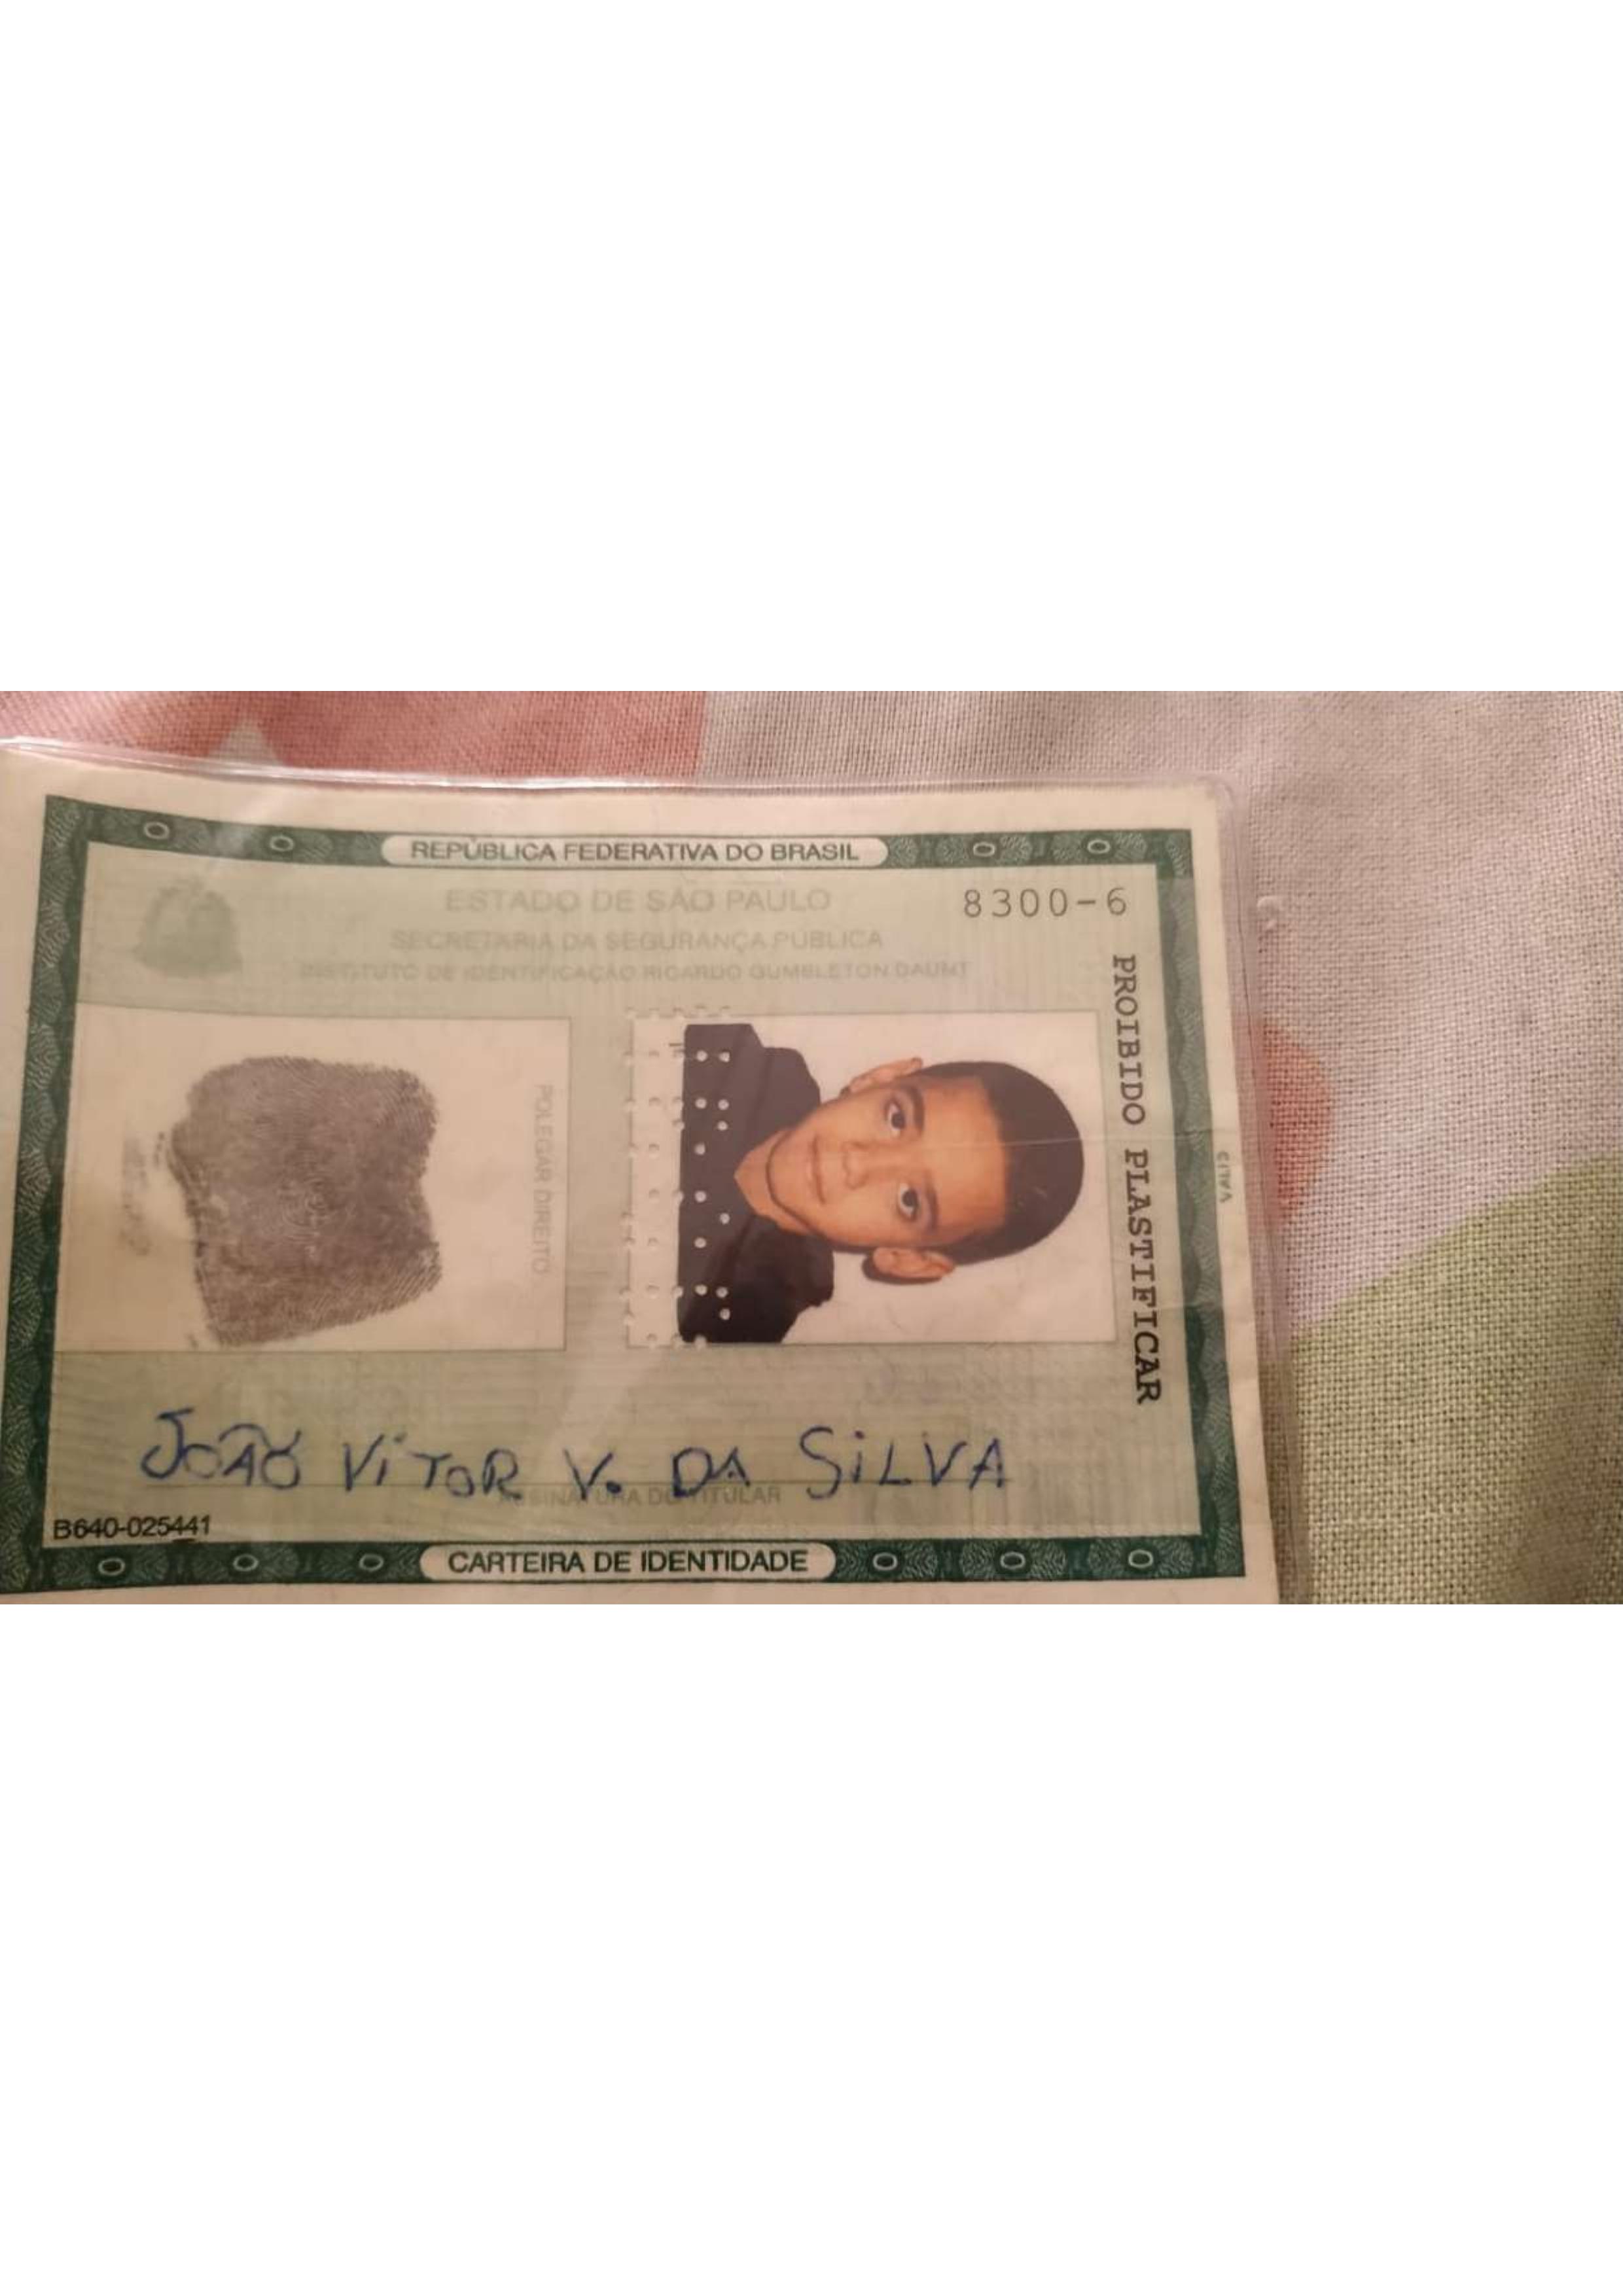 REPÚBLICA FEDERATIVA DO BRASIL
ESTADO DE SÃO PAULO
8300-6
SECRETARIA DA SEGURANÇA PÚBLICA
INSTITUTO DE IDENTIFICAÇÃO RICARDO GUMBLETON DAUNT
PROIBIDO PLASTIFICAR
POLEGAR DIREITO
JOÃO ViTOR V. DA SiLVA
ASSINATURA DO TITULAR
B640-025441
CARTEIRA DE IDENTIDADE